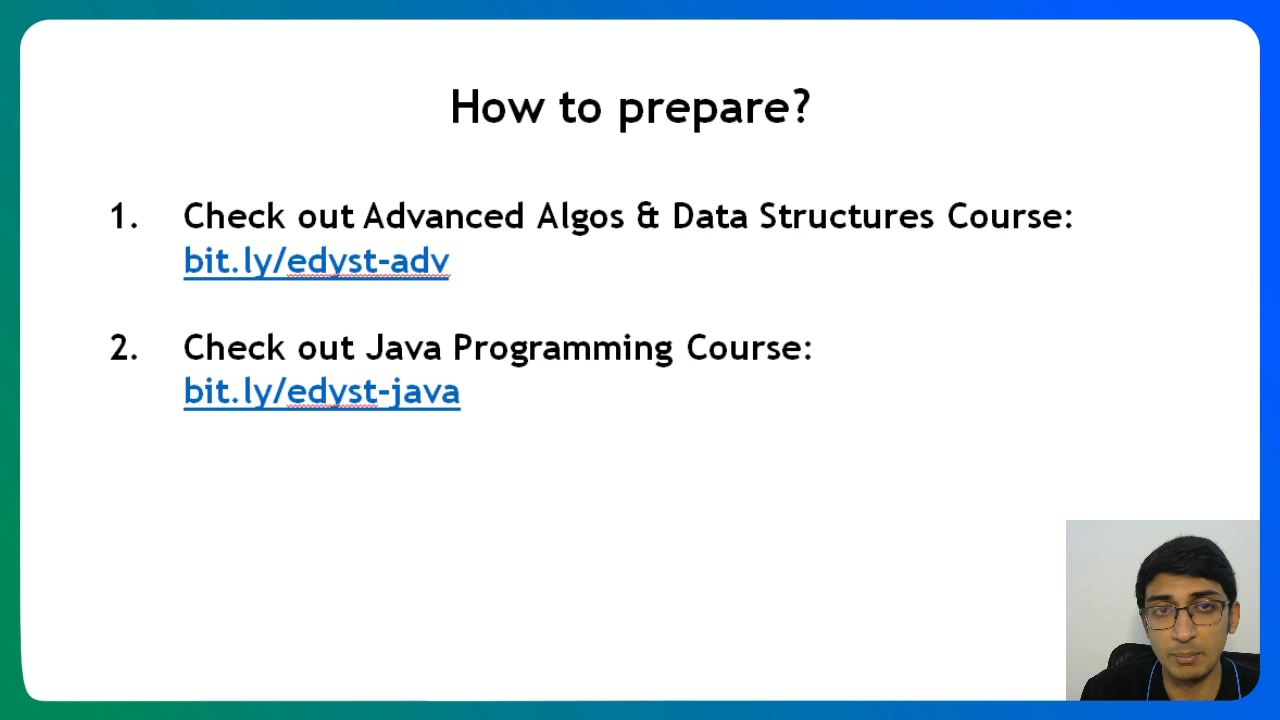 How to prepare?
1. Check out Advanced Algos & Data Structures Course:
bit.ly/edyst-adv
2. Check out Java Programming Course:
bit.ly/edyst-java